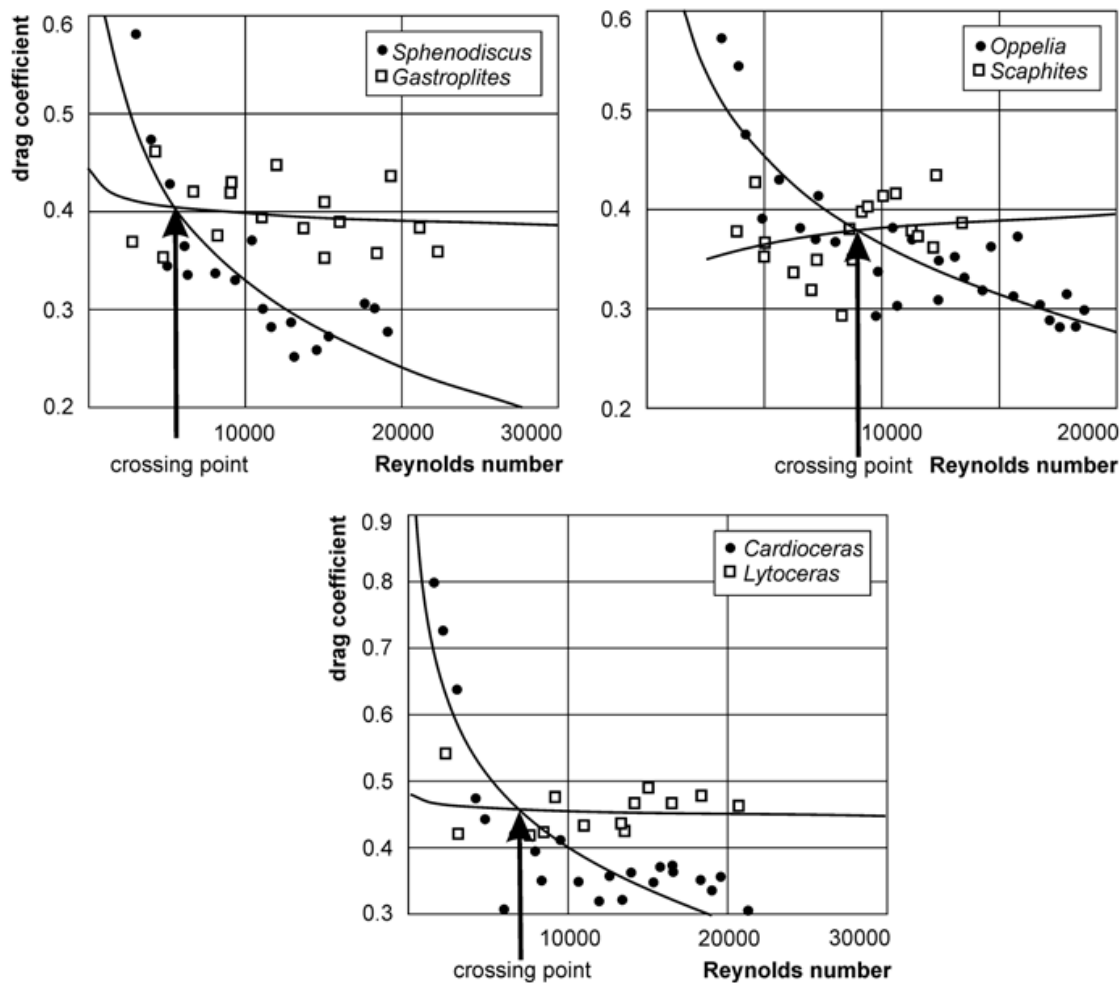 0.6
0.5
0.4
0.3
0.2
drag coefficient
Sphenodiscus
Gastroplites
10000
20000
30000
crossing point
Reynolds number
0.6
0.5
0.4
0.3
0.2
Oppelia
Scaphites
10000
20000
crossing point
Reynolds number
0.9
0.8
0.7
0.6
0.5
0.4
0.3
drag coefficient
Cardioceras
Lytoceras
10000
20000
30000
crossing point
Reynolds number